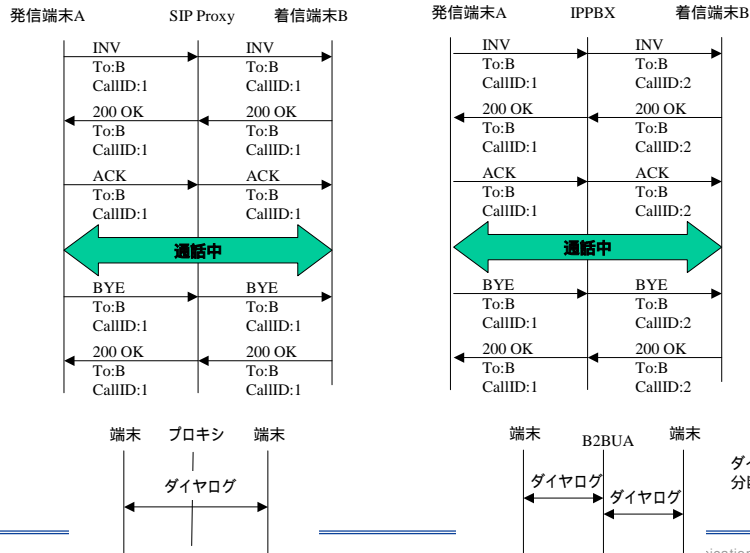 発信端末A SIP Proxy 着信端末B
INV INV
To:B To:B
CallID:1 CallID:1
200 OK 200 OK
To:B To:B
CallID:1 CallID:1
ACK ACK
To:B To:B
CallID:1 CallID:1
通話中
BYE BYE
To:B To:B
CallID:1 CallID:1
200 OK 200 OK
To:B To:B
CallID:1 CallID:1
端末 プロキシ 端末
ダイヤログ
発信端末A IPPBX 着信端末B
INV INV
To:B To:B
CallID:1 CallID:2
200 OK 200 OK
To:B To:B
CallID:1 CallID:2
ACK ACK
To:B To:B
CallID:1 CallID:2
通話中
BYE BYE
To:B To:B
CallID:1 CallID:2
200 OK 200 OK
To:B To:B
CallID:1 CallID:2
端末 B2BUA 端末
ダイヤログ ダイヤログ